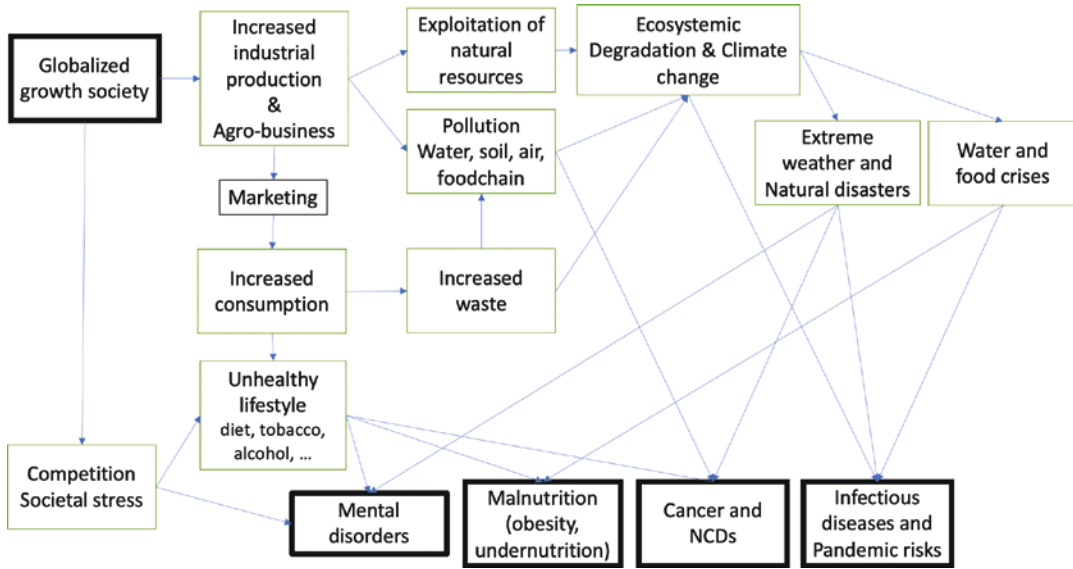 Globalized
growth society
Increased
industrial
production
&
Agro-business
Exploitation of
natural
resources
Ecosystemic
Degradation & Climate
change
Pollution
Water, soil, air,
foodchain
Extreme
weather and
Natural disasters
Water and
food crises
Marketing
Increased
consumption
Increased
waste
Unhealthy
lifestyle
diet, tobacco,
alcohol, ...
Competition
Societal stress
Mental
disorders
Malnutrition
(obesity,
undernutrition)
Cancer and
NCDs
Infectious
diseases and
Pandemic risks